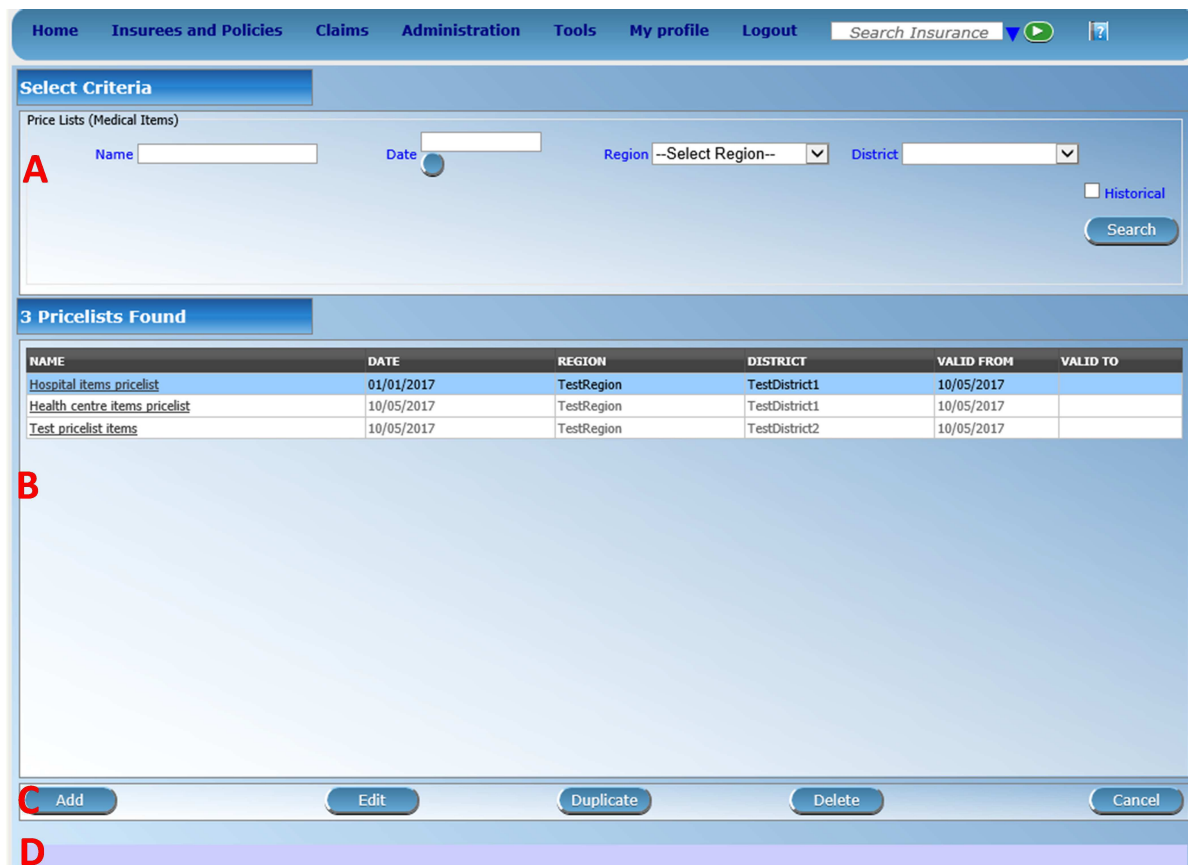 Home Insurees and Policies Claims Administration Tools My profile Logout Search Insurance ?
Select Criteria
Price Lists (Medical Items)
A Name Date Region --Select Region-- District
Historical
Search
3 Pricelists Found
NAME DATE REGION DISTRICT VALID FROM VALID TO
Hospital items pricelist 01/01/2017 TestRegion TestDistrict1 10/05/2017
Health centre items pricelist 10/05/2017 TestRegion TestDistrict1 10/05/2017
Test pricelist items 10/05/2017 TestRegion TestDistrict2 10/05/2017
B
C Add Edit Duplicate Delete Cancel
D